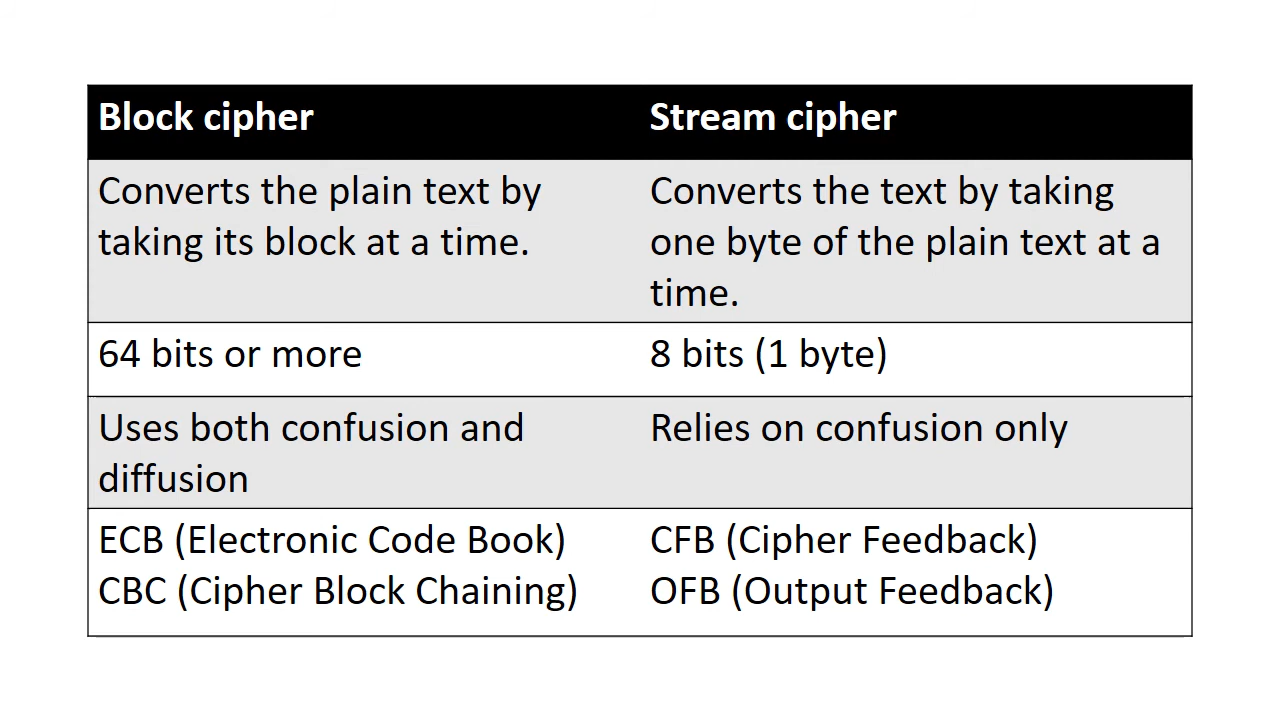 Block cipher
Stream cipher
Converts the plain text by
taking its block at a time.
Converts the text by taking
one byte of the plain text at a
time.
64 bits or more
8 bits (1 byte)
Uses both confusion and
diffusion
Relies on confusion only
ECB (Electronic Code Book)
CBC (Cipher Block Chaining)
CFB (Cipher Feedback)
OFB (Output Feedback)